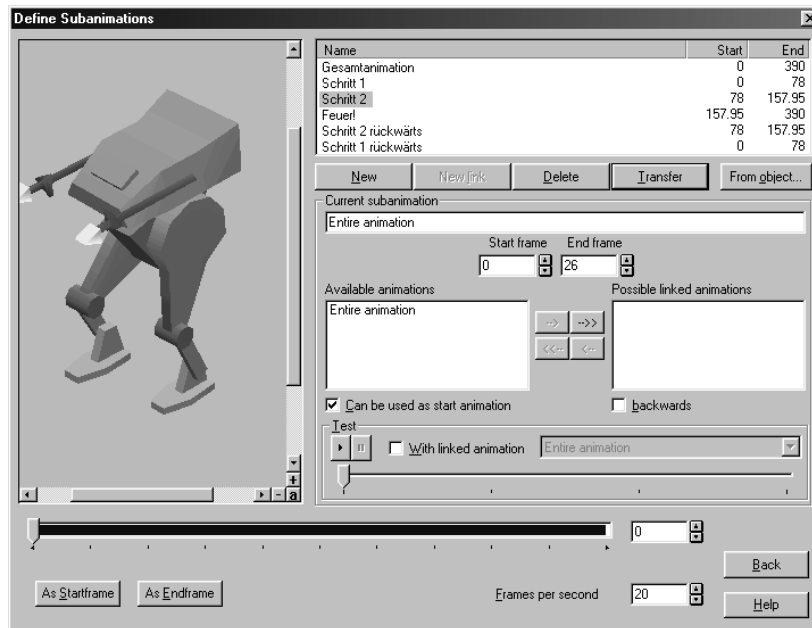 Define Subanimations
Name Start End
Gesamtanimation 0 390
Schritt 1 0 78
Schritt 2 78 157.95
Feuer! 157.95 390
Schritt 2 rückwärts 78 157.95
Schritt 1 rückwärts 0 78
New New link Delete Transfer From object...
Current subanimation
Entire animation
Start frame End frame
0 26
Available animations Possible linked animations
Entire animation
--> -->>
<<-- <--
Can be used as start animation backwards
Test
With linked animation Entire animation
+
- a
0
Back
As Startframe As Endframe Frames per second 20
Help